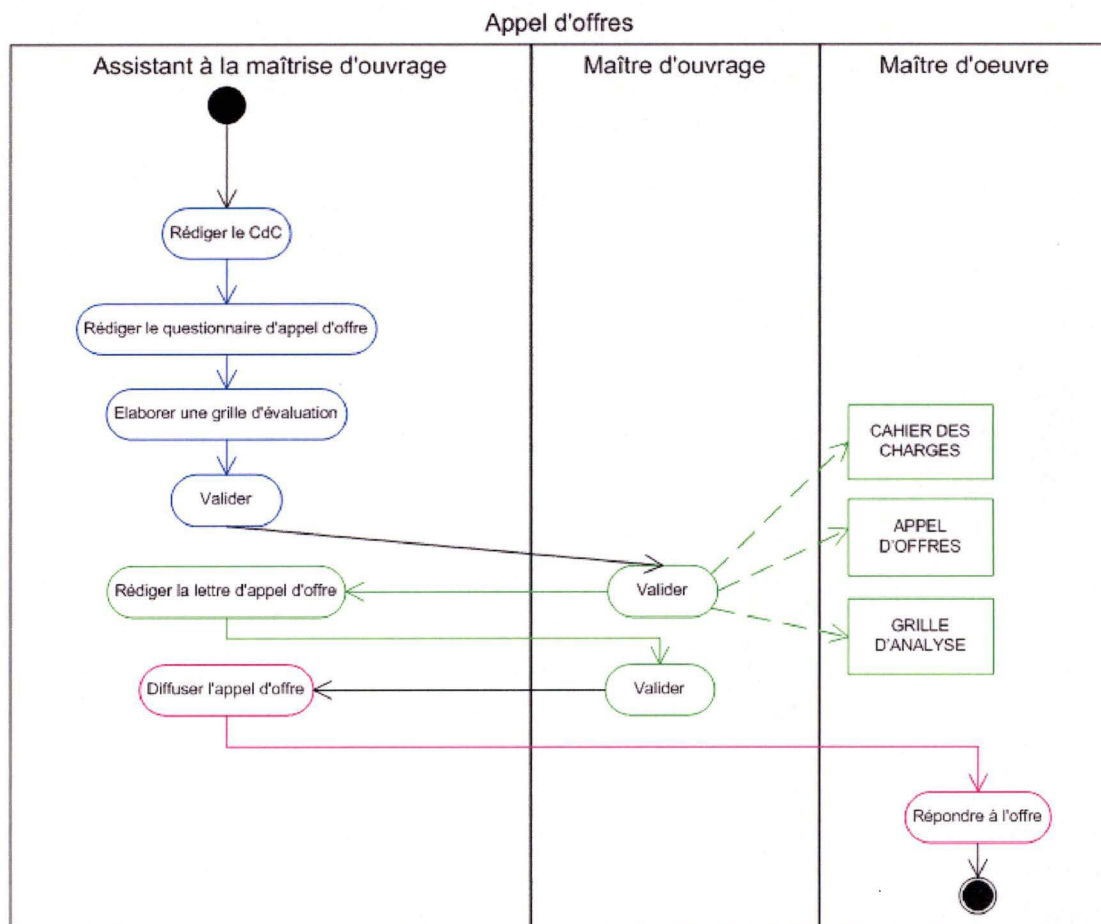 Appel d'offres
Assistant à la maîtrise d'ouvrage
Maître d'ouvrage
Maître d'oeuvre
Rédiger le CdC
Rédiger le questionnaire d'appel d'offre
Elaborer une grille d'évaluation
Valider
CAHIER DES
CHARGES
APPEL
D'OFFRES
Rédiger la lettre d'appel d'offre
Valider
GRILLE
D'ANALYSE
Diffuser l'appel d'offre
Valider
Répondre à l'offre